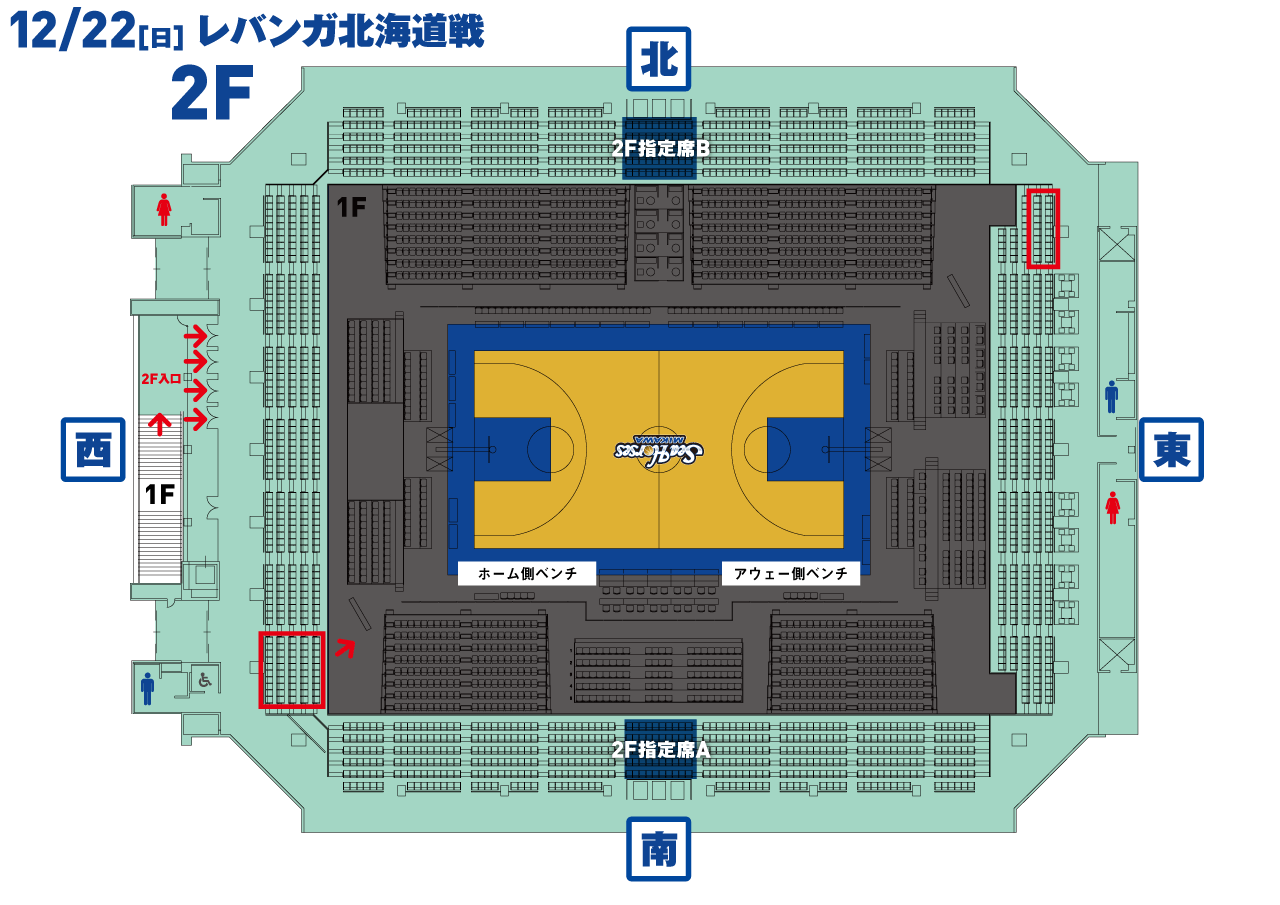 12/22[日] レバンガ北海道戦
2F
北
2F指定席B
1F
2F入口
西
東
1F
SeaHorses
MIKAWA
ホーム側ベンチ
アウェー側ベンチ
2F指定席A
南